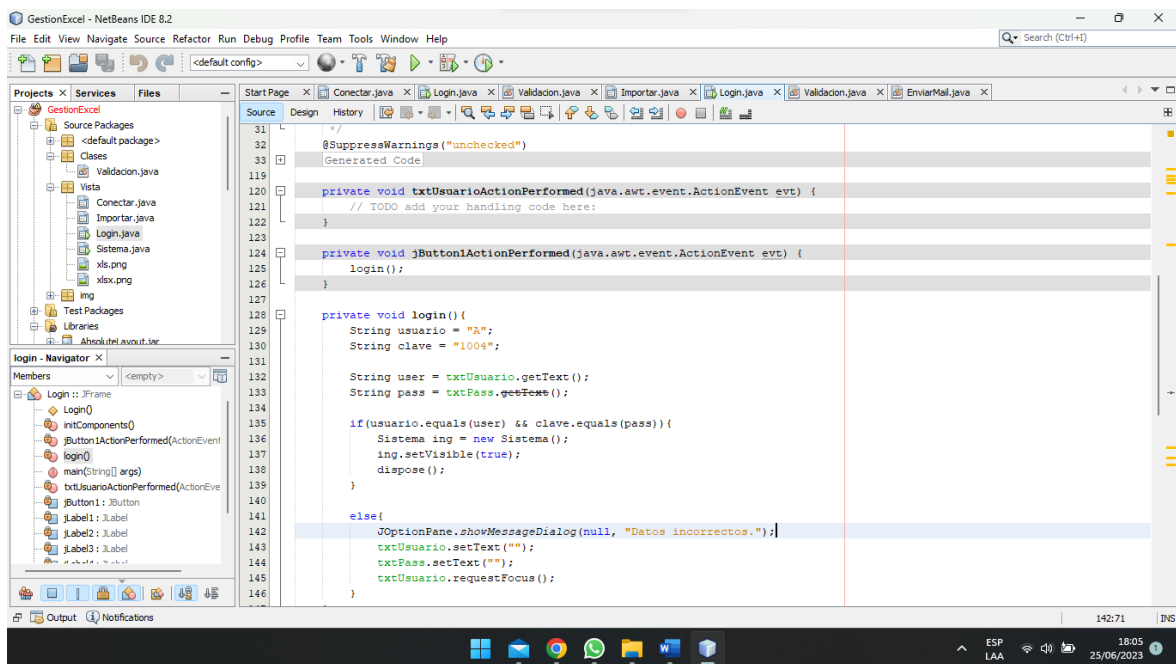 GestionExcel - NetBeans IDE 8.2
File Edit View Navigate Source Refactor Run Debug Profile Team Tools Window Help
Search (Ctrl+I)
<default config>
Projects Services Files
GestionExcel
Source Packages
<default package>
Clases
Validacion.java
Vista
Conectar.java
Importar.java
Login.java
Sistema.java
xls.png
xlsx.png
img
Test Packages
Libraries
AbsoluteLayout.jar
login - Navigator
Members <empty>
Login :: JFrame
Login()
initComponents()
jButton1ActionPerformed(ActionEvent
login()
main(String[] args)
txtUsuarioActionPerformed(ActionEve
jButton1 : JButton
jLabel1 : JLabel
jLabel2 : JLabel
jLabel3 : JLabel
Start Page Conectar.java Login.java Validacion.java Importar.java Login.java Validacion.java EnviarMail.java
Source Design History
31 */
32 @SuppressWarnings("unchecked")
33 Generated Code
119
120 private void txtUsuarioActionPerformed(java.awt.event.ActionEvent evt) {
121 // TODO add your handling code here:
122 }
123
124 private void jButton1ActionPerformed(java.awt.event.ActionEvent evt) {
125 login();
126 }
127
128 private void login(){
129 String usuario = "A";
130 String clave = "1004";
131
132 String user = txtUsuario.getText();
133 String pass = txtPass.getText();
134
135 if(usuario.equals(user) && clave.equals(pass)){
136 Sistema ing = new Sistema();
137 ing.setVisible(true);
138 dispose();
139 }
140
141 else{
142 JOptionPane.showMessageDialog(null, "Datos incorrectos.");
143 txtUsuario.setText("");
144 txtPass.setText("");
145 txtUsuario.requestFocus();
146 }
Output Notifications
142:71 INS
ESP
LAA
18:05
25/06/2023
1